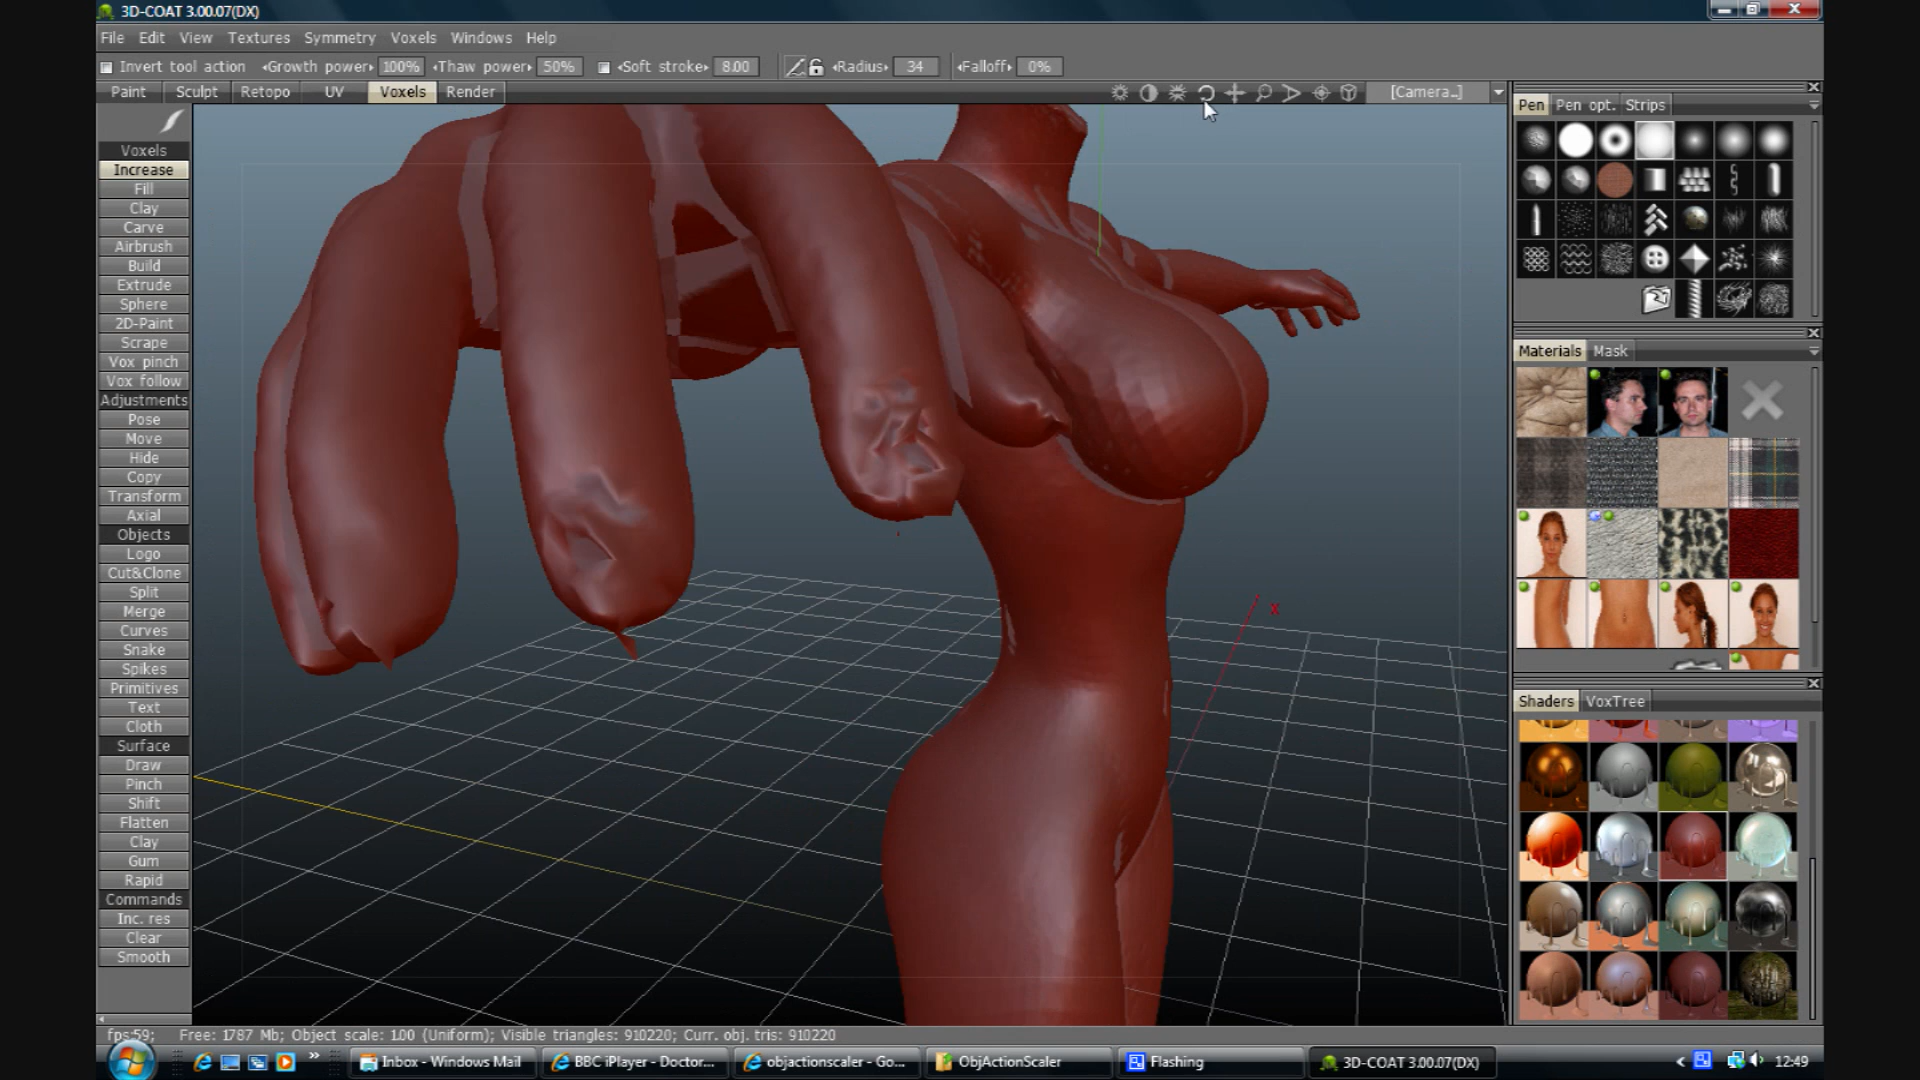 3D-COAT 3.00.07(DX)
File Edit View Textures Symmetry Voxels Windows Help
Invert tool action Growth power 100% Thaw power 50% Soft stroke 8.00 Radius 34 Falloff 0%
Paint Sculpt Retopo UV Voxels Render [Camera..]
Pen Pen opt. Strips
Voxels
Increase
Fill
Clay
Carve
Airbrush
Build
Extrude
Sphere
2D-Paint
Scrape
Vox pinch
Vox follow
Adjustments
Pose
Move
Hide
Copy
Transform
Axial
Objects
Logo
Cut&Clone
Split
Merge
Curves
Snake
Spikes
Primitives
Text
Cloth
Surface
Draw
Pinch
Shift
Flatten
Clay
Gum
Rapid
Commands
Inc. res
Clear
Smooth
x
Materials Mask
Shaders VoxTree
fps:59; Free: 1787 Mb; Object scale: 1.00 (Uniform); Visible triangles: 910220; Curr. obj. tris: 910220
Inbox - Windows Mail BBC iPlayer - Doctor... objactionscaler - Go... ObjActionScaler Flashing 3D-COAT 3.00.07(DX) 12:49